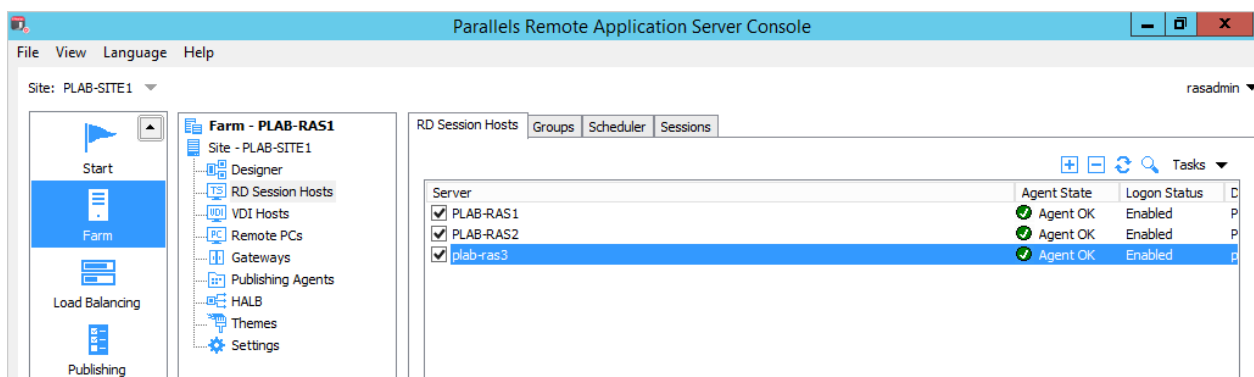 Parallels Remote Application Server Console
File View Language Help
Site: PLAB-SITE1
rasadmin
Start
Farm
Load Balancing
Publishing
Farm - PLAB-RAS1
Site - PLAB-SITE1
Designer
TS RD Session Hosts
VDI VDI Hosts
PC Remote PCs
Gateways
Publishing Agents
HALB
Themes
Settings
RD Session Hosts Groups Scheduler Sessions
Tasks
Server Agent State Logon Status D
PLAB-RAS1 Agent OK Enabled P
PLAB-RAS2 Agent OK Enabled P
plab-ras3 Agent OK Enabled p